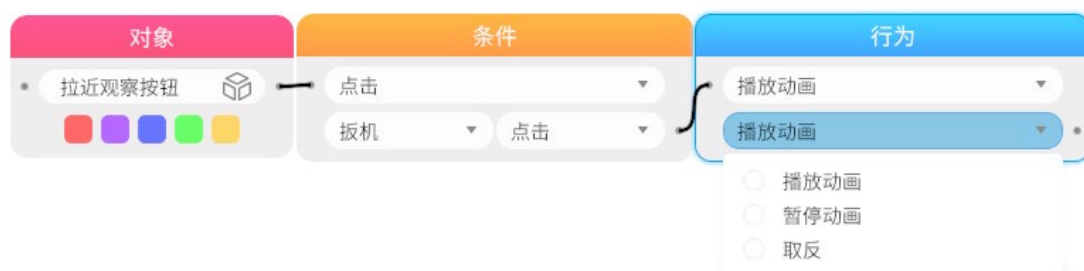 对象 条件 行为
拉近观察按钮 点击 播放动画
扳机 点击 播放动画
播放动画
暂停动画
取反